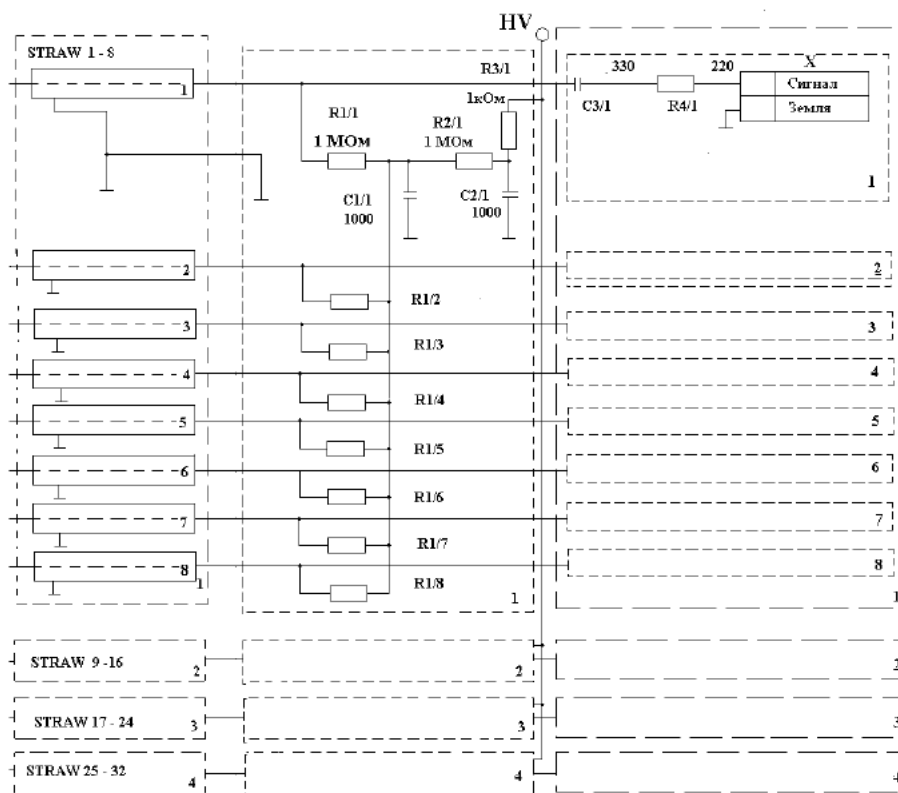 HV
STRAW 1 - 8
1
R3/1
1кОм
R1/1
1 МОм
R2/1
1 МОм
C1/1
1000
C2/1
1000
330
220
X
C3/1
R4/1
Сигнал
Земля
1
2
R1/2
2
3
R1/3
3
4
R1/4
4
5
R1/5
5
6
R1/6
6
7
R1/7
7
8
1
R1/8
1
8
1
STRAW 9 -16
2
2
2
STRAW 17 - 24
3
3
3
STRAW 25 - 32
4
4
4